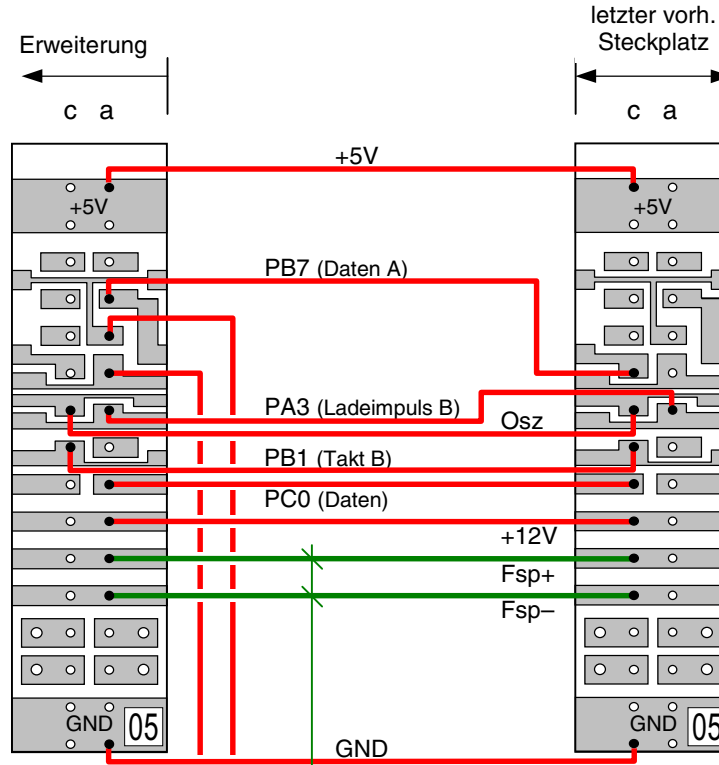 letzter vorh.
Erweiterung
Steckplatz
c a
c a
+5V
+5V
+5V
PB7 (Daten A)
PA3 (Ladeimpuls B)
Osz
PB1 (Takt B)
PC0 (Daten)
+12V
Fsp+
Fsp–
GND 05
GND 05
GND